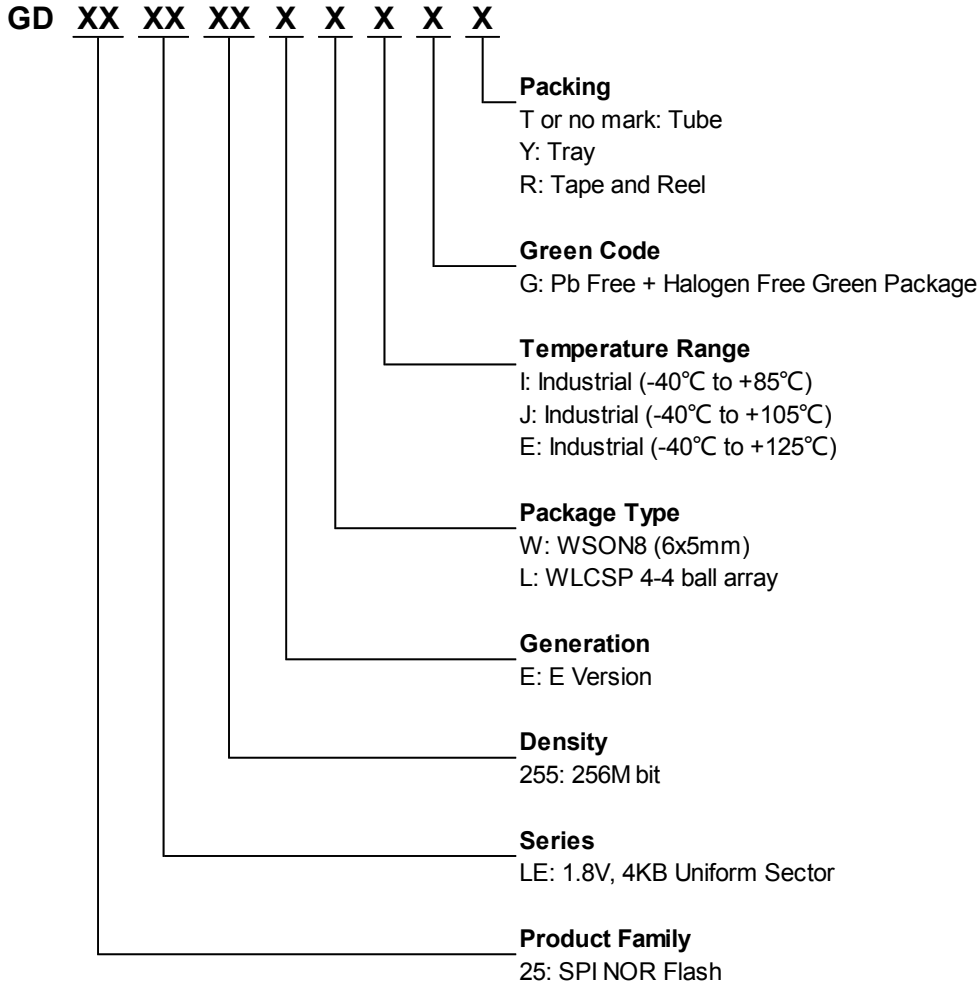 GD XX XX XX X X X X X
Packing
T or no mark: Tube
Y: Tray
R: Tape and Reel
Green Code
G: Pb Free + Halogen Free Green Package
Temperature Range
I: Industrial (-40℃ to +85℃)
J: Industrial (-40℃ to +105℃)
E: Industrial (-40℃ to +125℃)
Package Type
W: WSON8 (6x5mm)
L: WLCSP 4-4 ball array
Generation
E: E Version
Density
255: 256M bit
Series
LE: 1.8V, 4KB Uniform Sector
Product Family
25: SPI NOR Flash